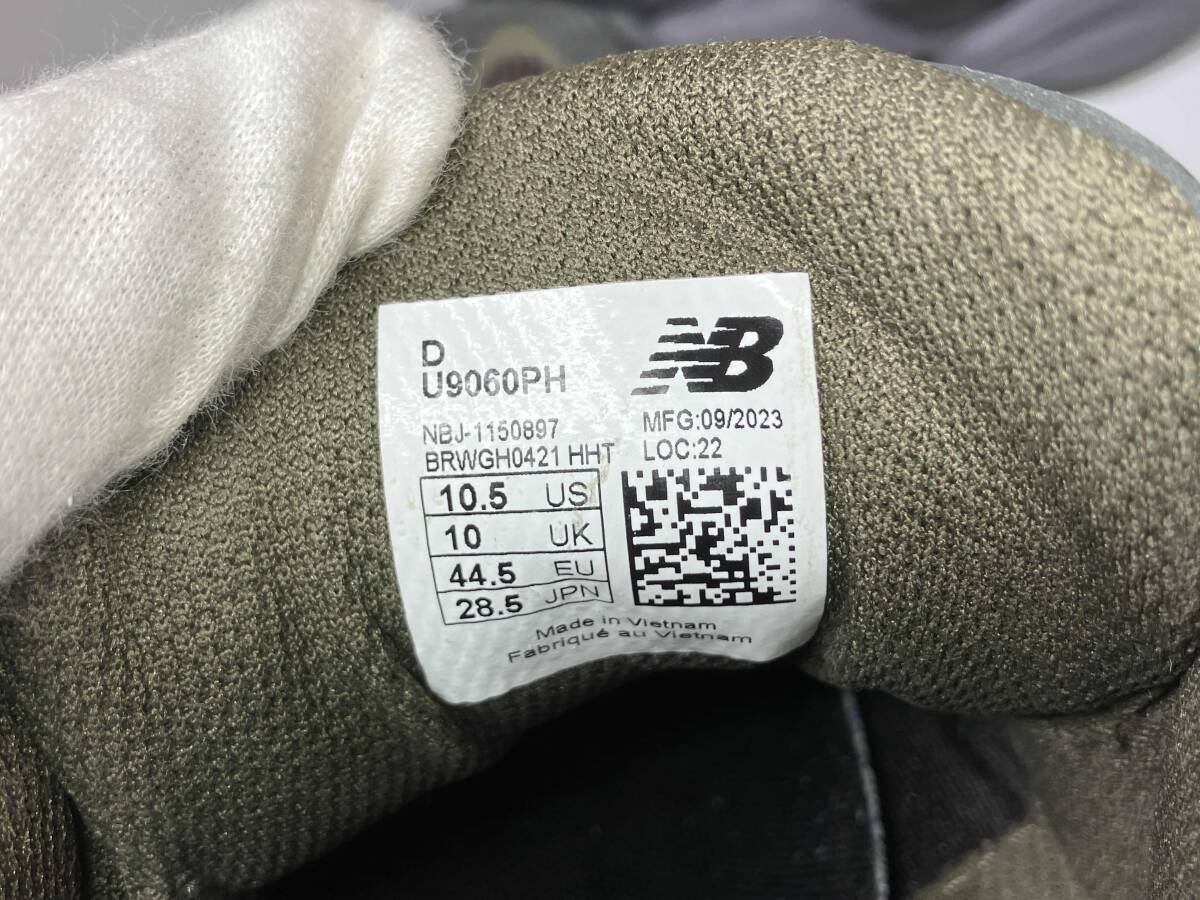 D
U9060PH
NB
NBJ-1150897
BRWGH0421 HHT
MFG:09/2023
LOC:22
10.5 US
10 UK
44.5 EU
28.5 JPN
Made in Vietnam
Fabriqué au Vietnam